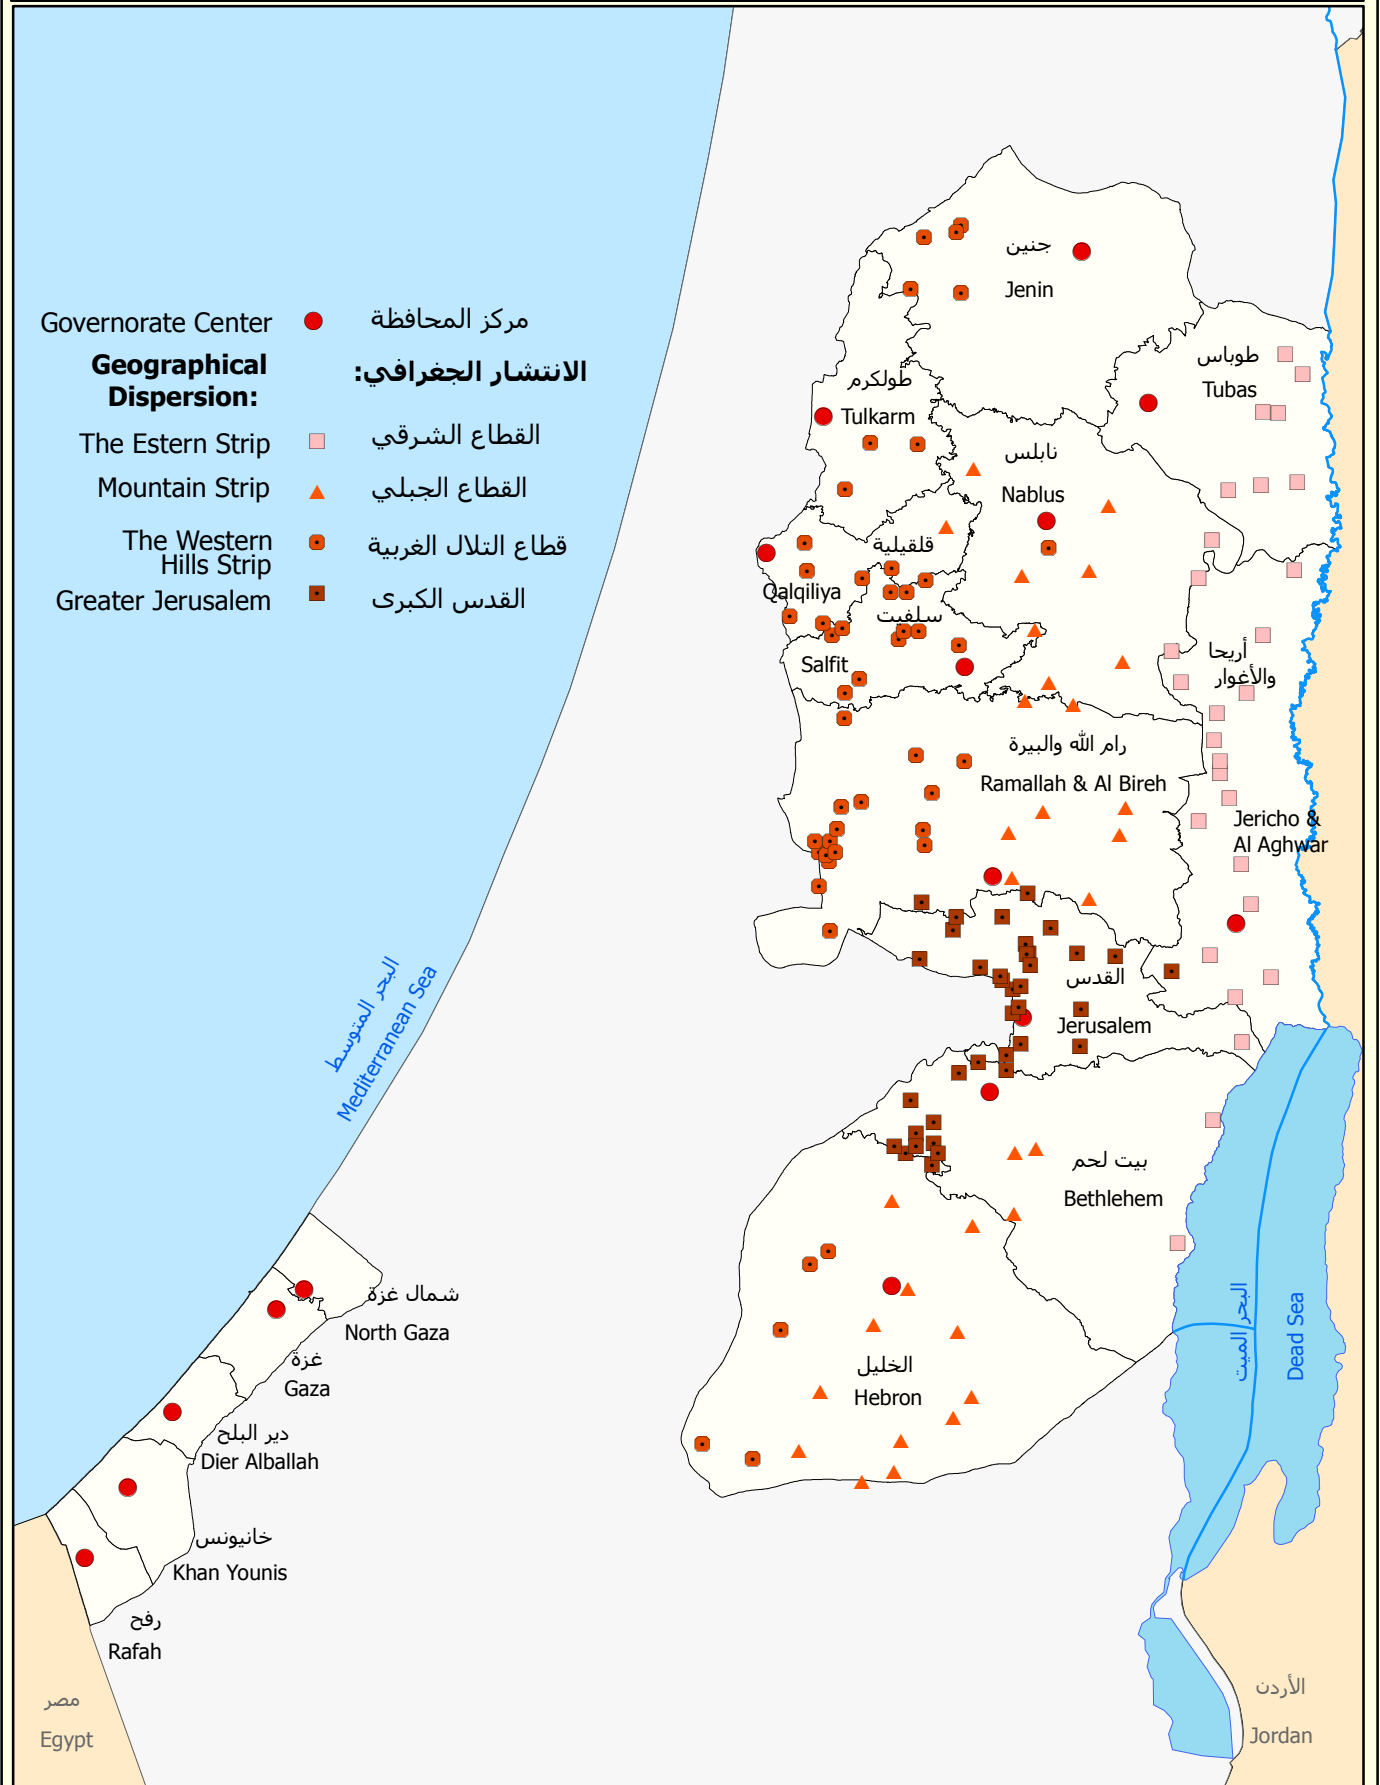 Governorate Center
مركز المحافظة
Geographical
Dispersion:
الانتشار الجغرافي:
The Estern Strip
القطاع الشرقي
Mountain Strip
القطاع الجبلي
The Western
Hills Strip
قطاع التلال الغربية
Greater Jerusalem
القدس الكبرى
جنين
Jenin
طوباس
Tubas
طولكرم
Tulkarm
نابلس
Nablus
قلقيلية
Qalqiliya
سلفيت
Salfit
أريحا
والأغوار
Jericho &
Al Aghwar
رام الله والبيرة
Ramallah & Al Bireh
القدس
Jerusalem
بيت لحم
Bethlehem
الخليل
Hebron
البحر المتوسط
Mediterranean Sea
البحر الميت
Dead Sea
شمال غزة
North Gaza
غزة
Gaza
دير البلح
Dier Alballah
خانيونس
Khan Younis
رفح
Rafah
مصر
Egypt
الأردن
Jordan